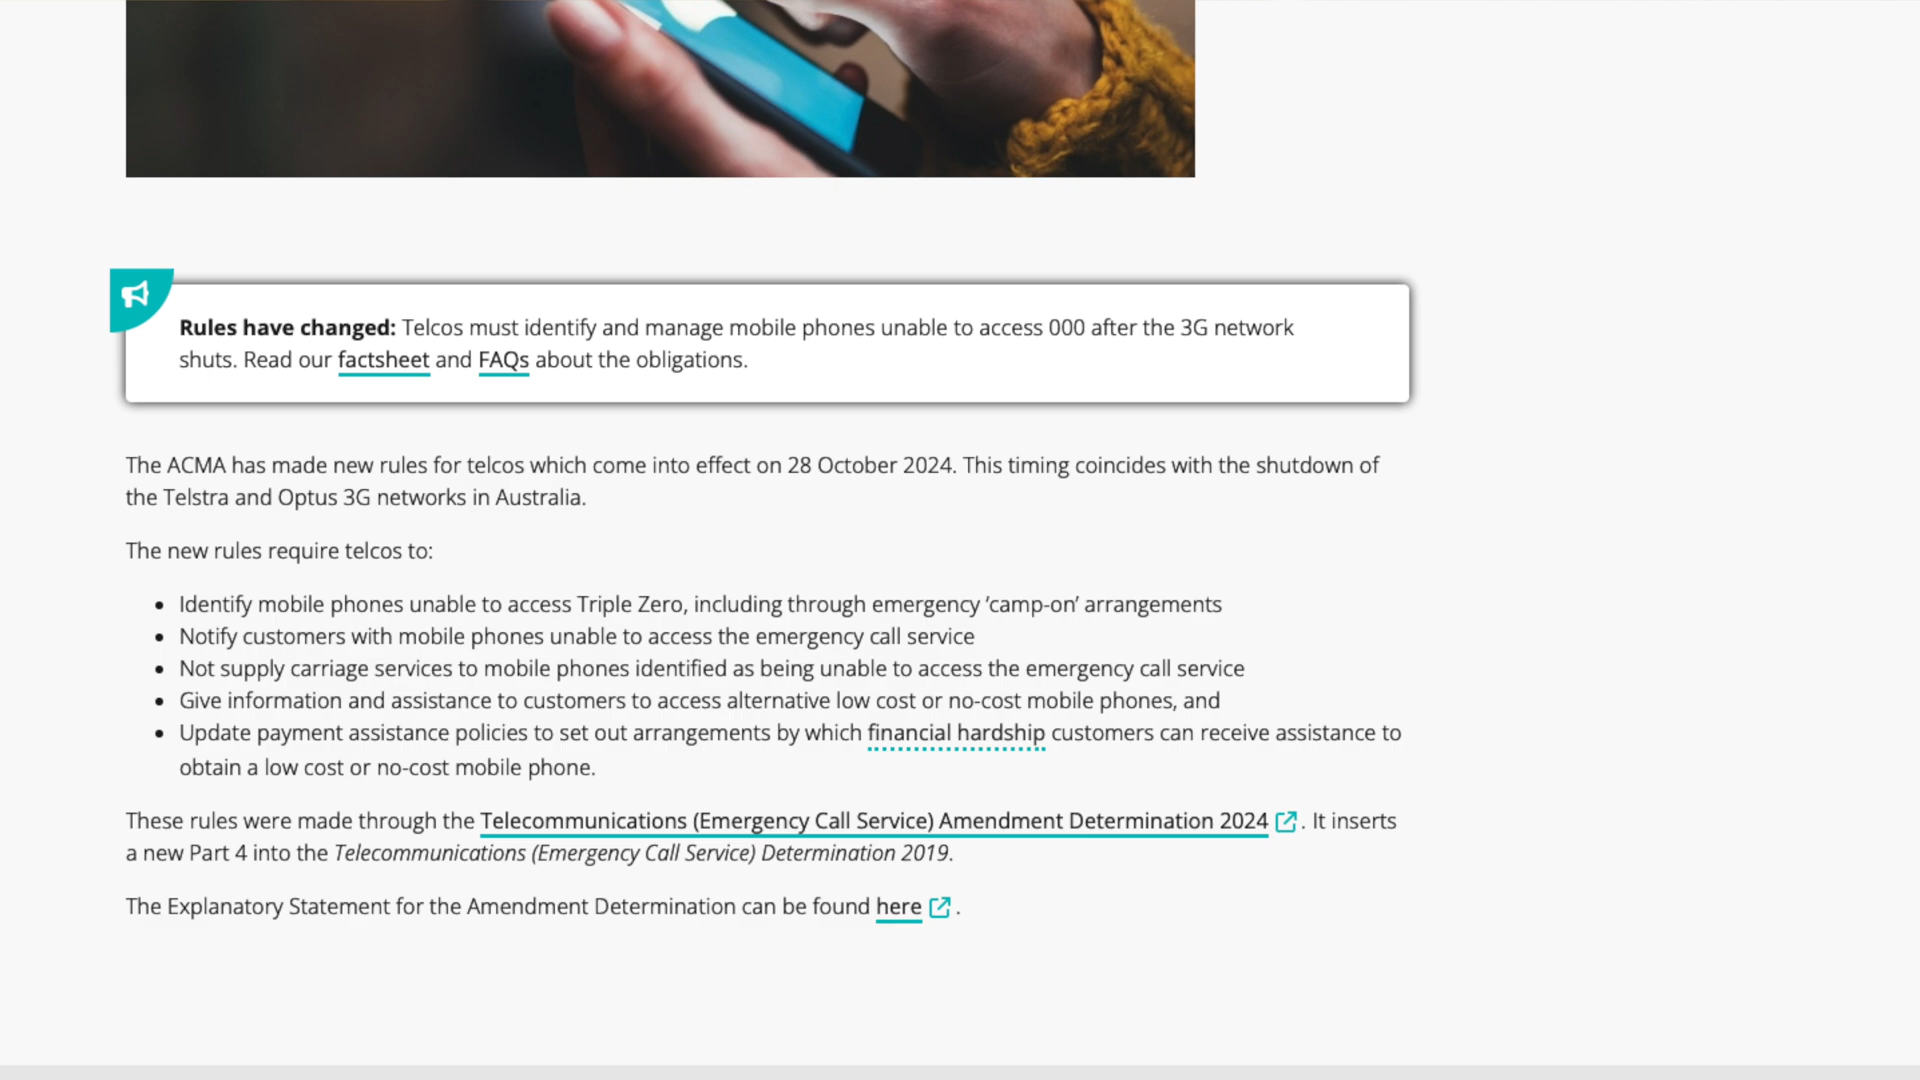 Rules have changed: Telcos must identify and manage mobile phones unable to access 000 after the 3G network
shuts. Read our factsheet and FAQs about the obligations.
The ACMA has made new rules for telcos which come into effect on 28 October 2024. This timing coincides with the shutdown of
the Telstra and Optus 3G networks in Australia.
The new rules require telcos to:
• Identify mobile phones unable to access Triple Zero, including through emergency ‘camp-on’ arrangements
• Notify customers with mobile phones unable to access the emergency call service
• Not supply carriage services to mobile phones identified as being unable to access the emergency call service
• Give information and assistance to customers to access alternative low cost or no-cost mobile phones, and
• Update payment assistance policies to set out arrangements by which financial hardship customers can receive assistance to
obtain a low cost or no-cost mobile phone.
These rules were made through the Telecommunications (Emergency Call Service) Amendment Determination 2024 . It inserts
a new Part 4 into the Telecommunications (Emergency Call Service) Determination 2019.
The Explanatory Statement for the Amendment Determination can be found here .